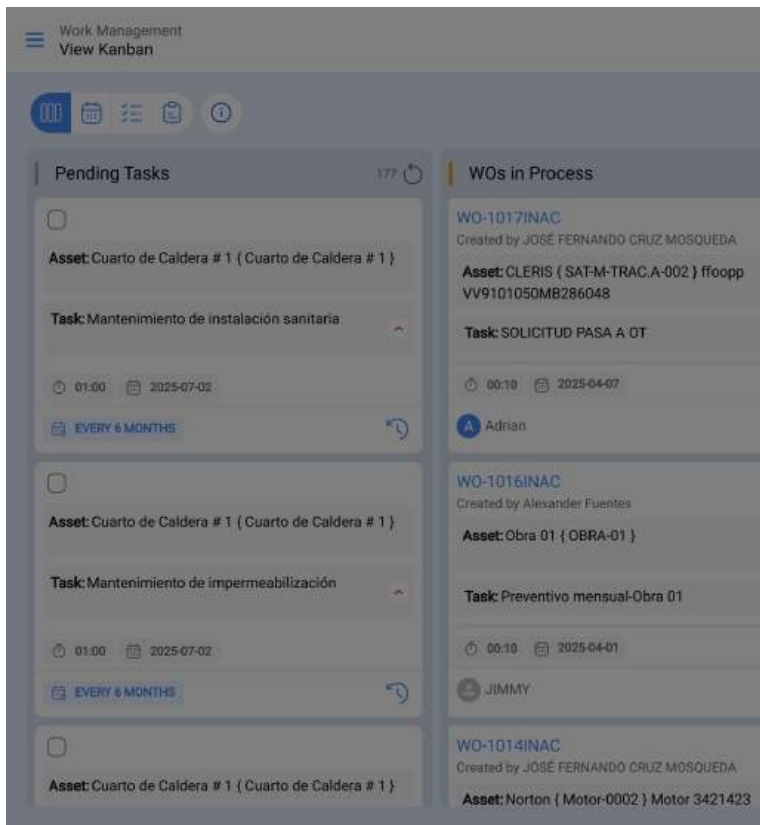 Work Management
View Kanban
Pending Tasks
177
Asset: Cuarto de Caldera # 1 { Cuarto de Caldera # 1 }
Task: Mantenimiento de instalación sanitaria
01:00 2025-07-02
EVERY 6 MONTHS
Asset: Cuarto de Caldera # 1 { Cuarto de Caldera # 1 }
Task: Mantenimiento de impermeabilización
01:00 2025-07-02
EVERY 6 MONTHS
Asset: Cuarto de Caldera # 1 { Cuarto de Caldera # 1 }
WOs in Process
WO-1017INAC
Created by JOSÉ FERNANDO CRUZ MOSQUEDA
Asset: CLERIS { SAT-M-TRAC.A-002 } ffoopp
VV9101050MB286048
Task: SOLICITUD PASA A OT
00:10 2025-04-07
A Adrian
WO-1016INAC
Created by Alexander Fuentes
Asset: Obra 01 { OBRA-01 }
Task: Preventivo mensual-Obra 01
00:10 2025-04-01
JIMMY
WO-1014INAC
Created by JOSÉ FERNANDO CRUZ MOSQUEDA
Asset: Norton { Motor-0002 } Motor 3421423